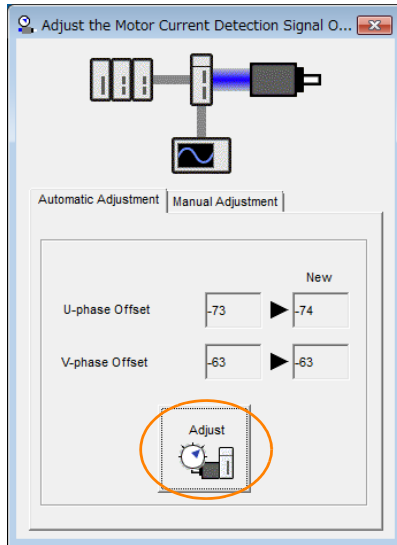 Adjust the Motor Current Detection Signal O...
Automatic Adjustment Manual Adjustment
New
U-phase Offset -73 -74
V-phase Offset -63 -63
Adjust